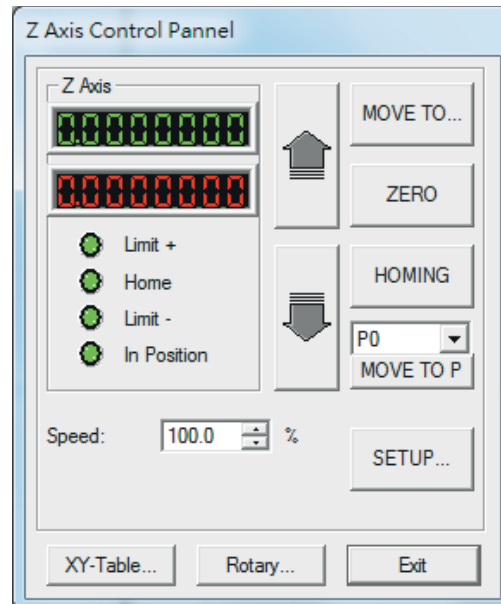 Z Axis Control Pannel
Z Axis
0.0000000
0.0000000
Limit +
Home
Limit -
In Position
MOVE TO...
ZERO
HOMING
P0
MOVE TO P
Speed: 100.0 %
SETUP...
XY-Table... Rotary... Exit